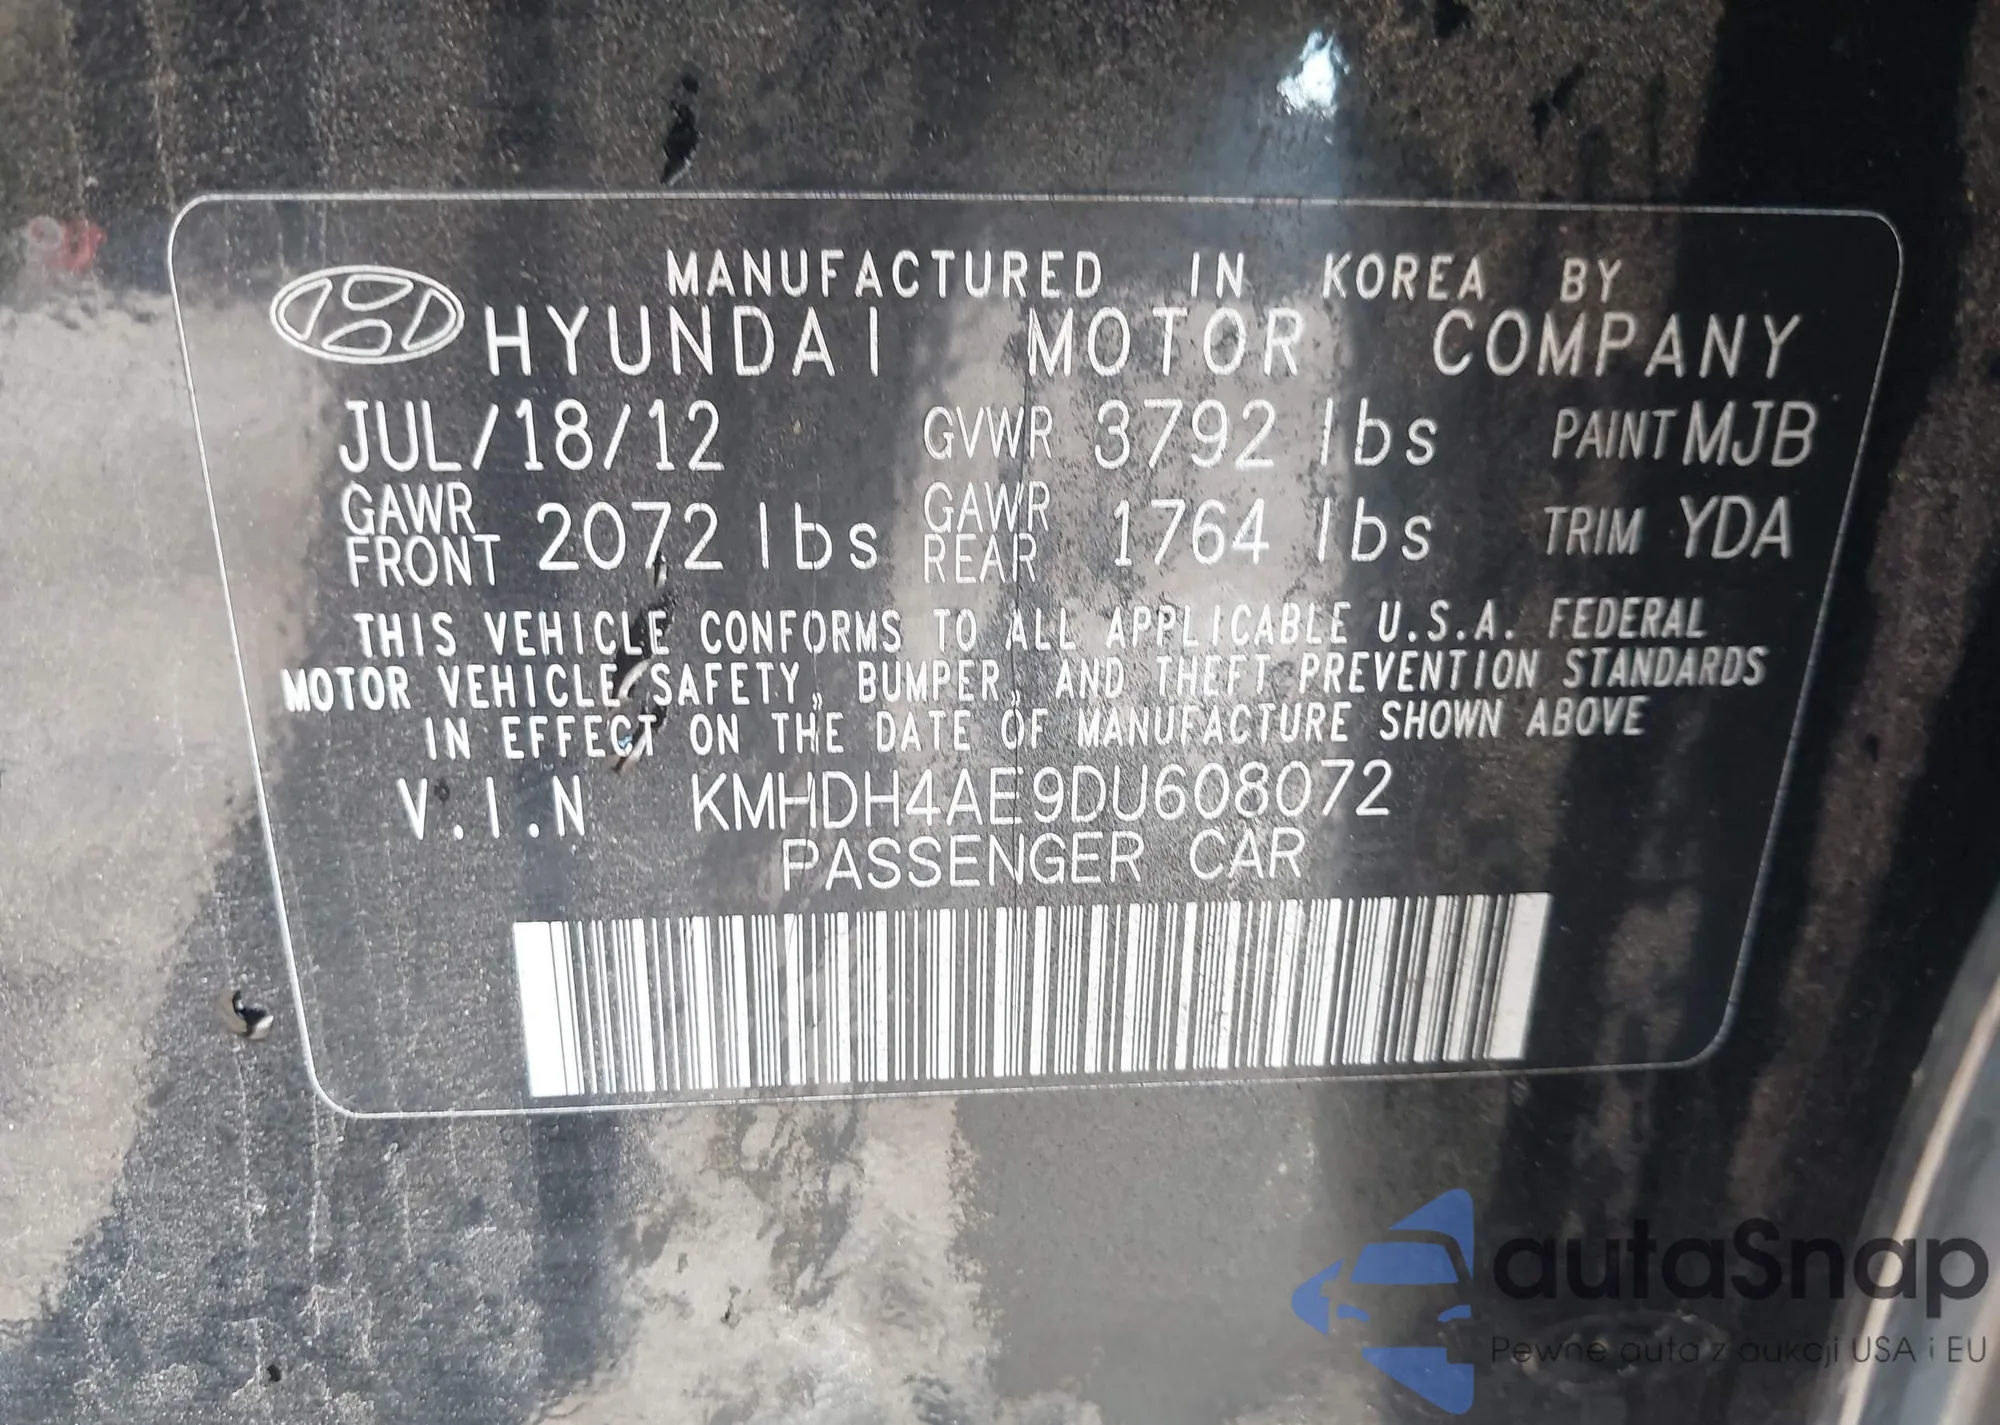 MANUFACTURED IN KOREA BY
HYUNDAI MOTOR COMPANY
JUL/18/12 GVWR 3792 lbs PAINT MJB
GAWR FRONT 2072 lbs GAWR REAR 1764 lbs TRIM YDA
THIS VEHICLE CONFORMS TO ALL APPLICABLE U.S.A. FEDERAL
MOTOR VEHICLE SAFETY, BUMPER, AND THEFT PREVENTION STANDARDS
IN EFFECT ON THE DATE OF MANUFACTURE SHOWN ABOVE
V.I.N KMHDH4AE9DU608072
PASSENGER CAR
autaSnap
Pewne auta z aukcji USA i EU